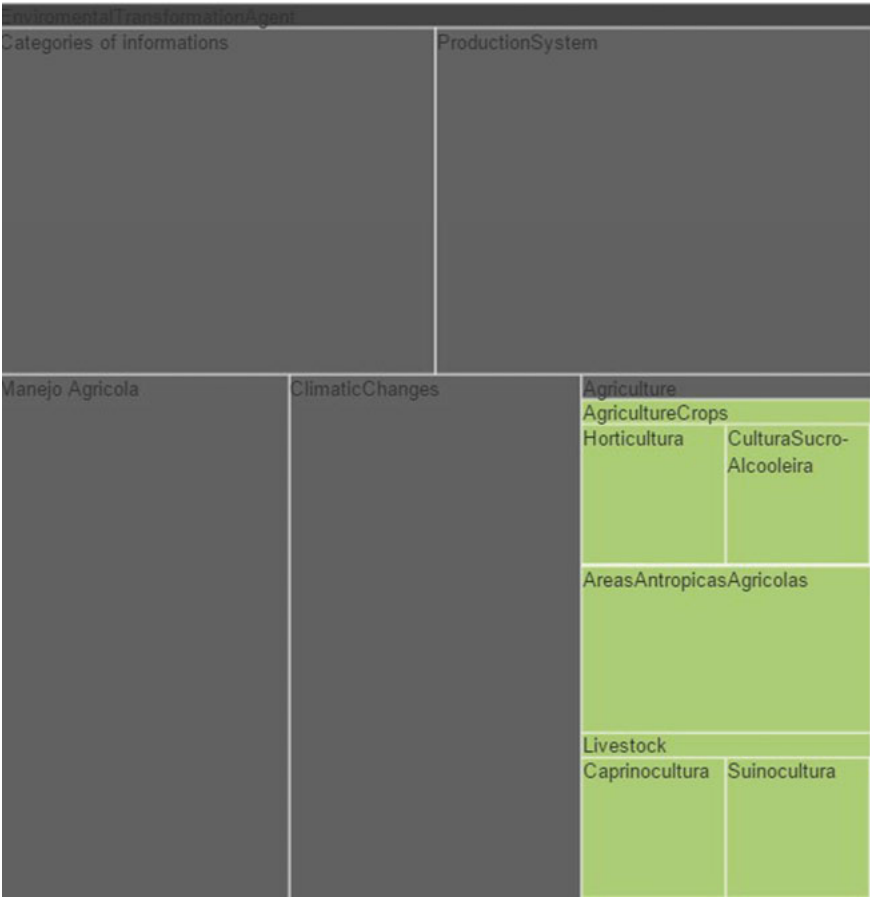 EnviromentalTransformationAgent
Categories of informations
ProductionSystem
Manejo Agricola
ClimaticChanges
Agriculture
AgricultureCrops
Horticultura
CulturaSucro-
Alcooleira
AreasAntropicasAgricolas
Livestock
Caprinocultura
Suinocultura